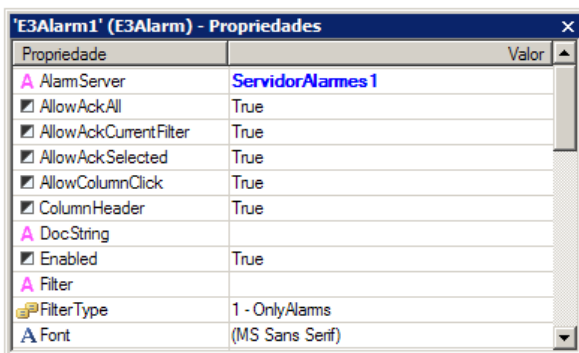 'E3Alarm1' (E3Alarm) - Propriedades
Propriedade Valor
AlarmServer ServidorAlarmes1
AllowAckAll True
AllowAckCurrentFilter True
AllowAckSelected True
AllowColumnClick True
ColumnHeader True
DocString
Enabled True
Filter
FilterType 1 - OnlyAlarms
Font (MS Sans Serif)